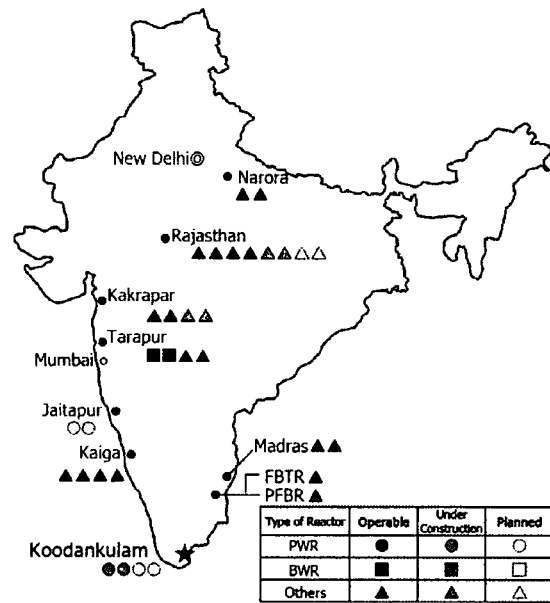 New Delhi
Narora
Rajasthan
Kakrapar
Tarapur
Mumbai
Jaitapur
Kaiga
Madras
FBTR
PFBR
Koodankulam
Type of Reactor Operable Under Construction Planned
PWR
BWR
Others